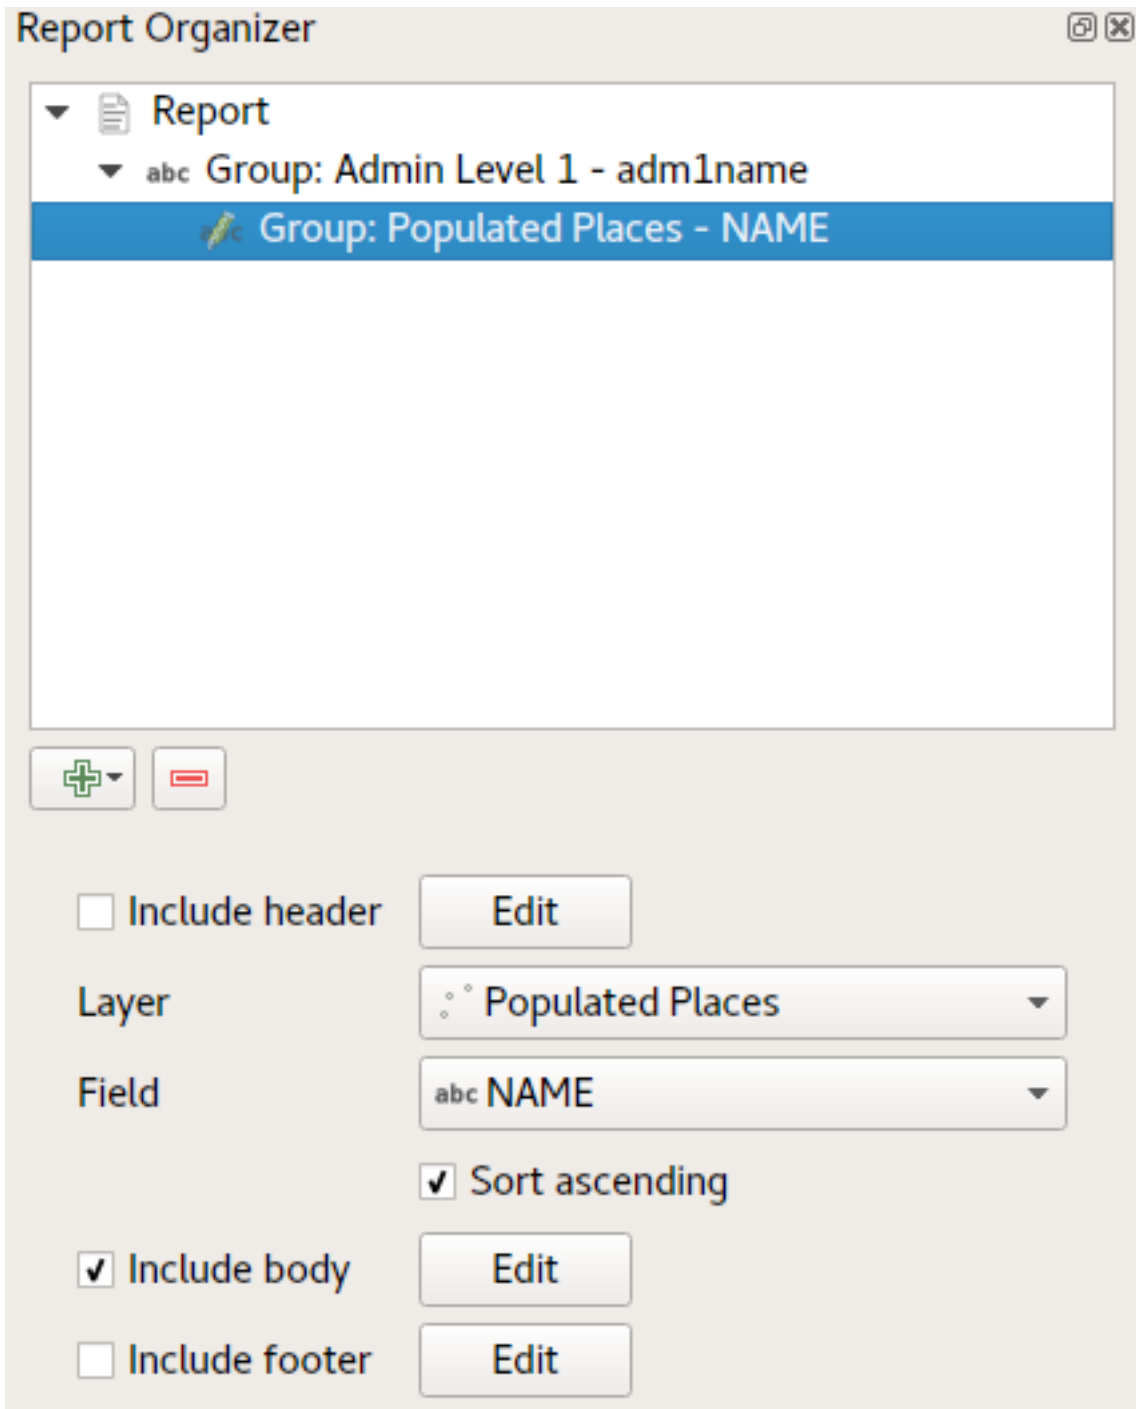 Report Organizer
Report
abc Group: Admin Level 1 - adm1name
Group: Populated Places - NAME
Include header Edit
Layer Populated Places
Field abc NAME
Sort ascending
Include body Edit
Include footer Edit